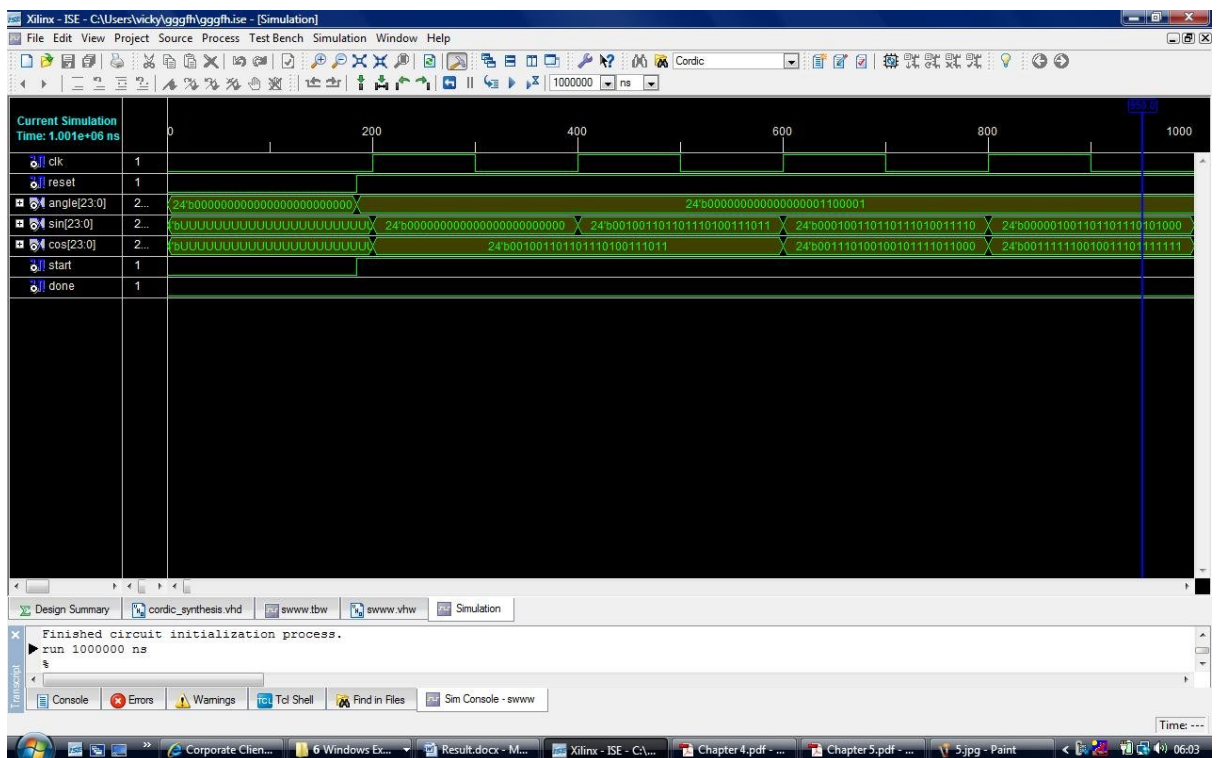 Xilinx - ISE - C:\Users\vicky\gggfh\gggfh.ise - [Simulation]
File Edit View Project Source Process Test Bench Simulation Window Help
Cordic
1000000 ns
Current Simulation
Time: 1.001e+06 ns
0 200 400 600 800 1000
clk 1
reset 1
angle[23:0] 2... 24'b000000000000000000000000 24'b000000000000000001100001
sin[23:0] 2... 24'b000000000000000000000000 24'b001001101101110100111011 24'b000100110110111010011110 24'b000001001101101110101000
cos[23:0] 2... 24'b001001101101110100111011 24'b001110100100101111011000 24'b001111110010011101111111
start 1
done 1
Design Summary cordic_synthesis.vhd swww.tbw swww.vhw Simulation
Finished circuit initialization process.
run 1000000 ns
%
Transcript
Console Errors Warnings Tcl Shell Find in Files Sim Console - swww
Time: ---
Corporate Clien... 6 Windows Ex... Result.docx - M... Xilinx - ISE - C:\... Chapter 4.pdf - ... Chapter 5.pdf - ... 5.jpg - Paint 06:03